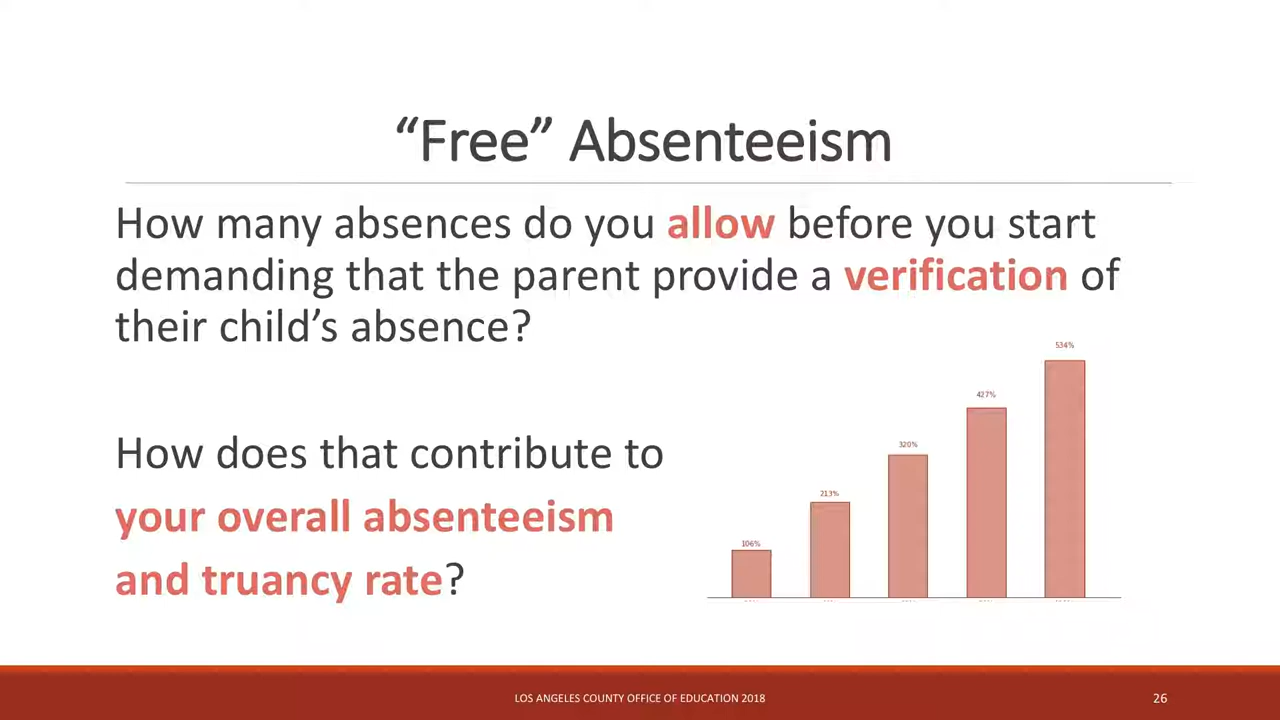 “Free” Absenteeism
How many absences do you allow before you start
demanding that the parent provide a verification of
their child’s absence?
How does that contribute to
your overall absenteeism
and truancy rate?
106%
213%
320%
427%
534%
LOS ANGELES COUNTY OFFICE OF EDUCATION 2018
26